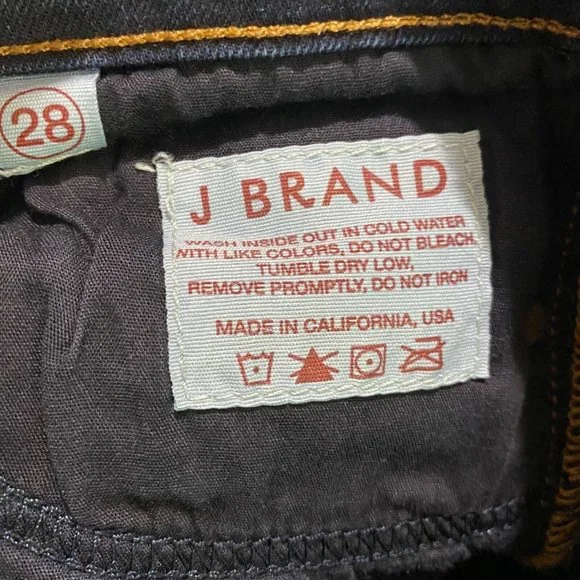 28
J BRAND
WASH INSIDE OUT IN COLD WATER
WITH LIKE COLORS, DO NOT BLEACH,
TUMBLE DRY LOW,
REMOVE PROMPTLY, DO NOT IRON
MADE IN CALIFORNIA, USA